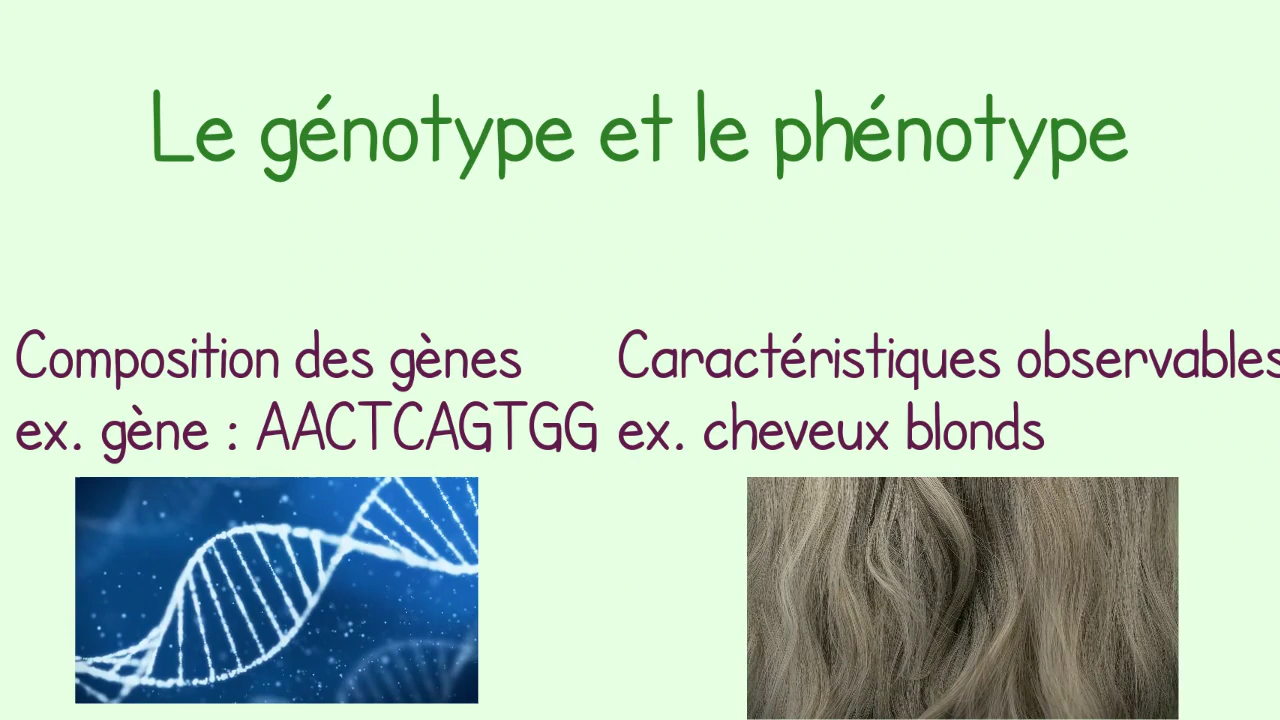 Le génotype et le phénotype
Composition des gènes
ex. gène : AACTCAGTGG
Caractéristiques observables
ex. cheveux blonds